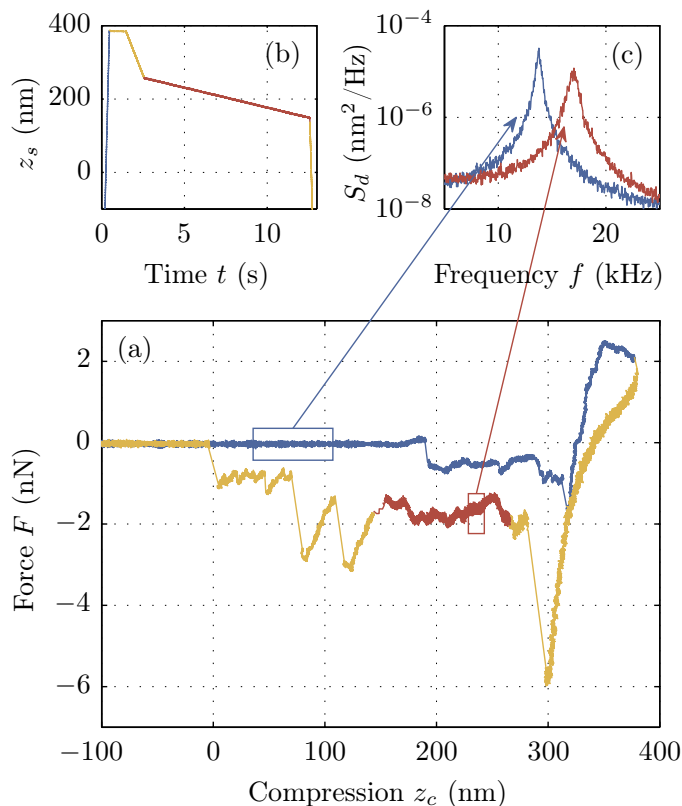 (b)
400
200
0
z_s (nm)
0
5
10
Time t (s)
(c)
10^{−4}
10^{−6}
10^{−8}
S_d (nm^2/Hz)
10
20
Frequency f (kHz)
(a)
2
0
−2
−4
−6
Force F (nN)
−100
0
100
200
300
400
Compression z_c (nm)